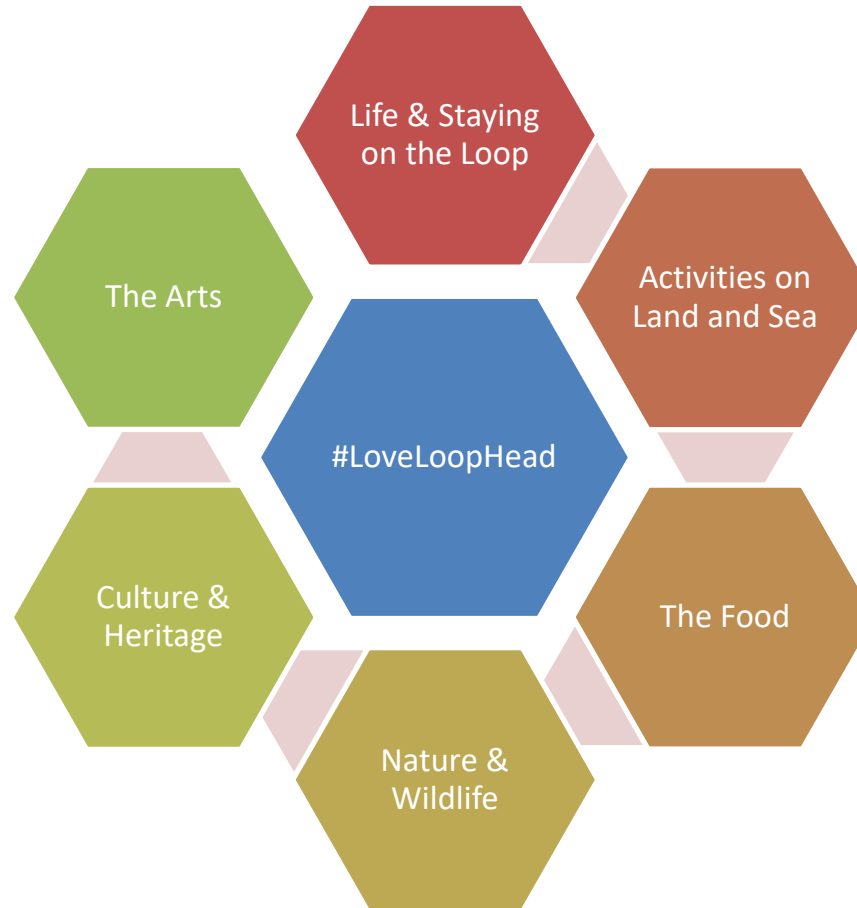 Life & Staying
on the Loop
Activities on
Land and Sea
The Food
Nature &
Wildlife
Culture &
Heritage
The Arts
#LoveLoopHead